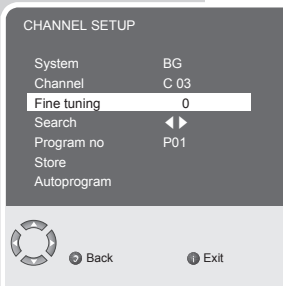 CHANNEL SETUP
System BG
Channel C 03
Fine tuning 0
Search
Program no P01
Store
Autoprogram
Back Exit